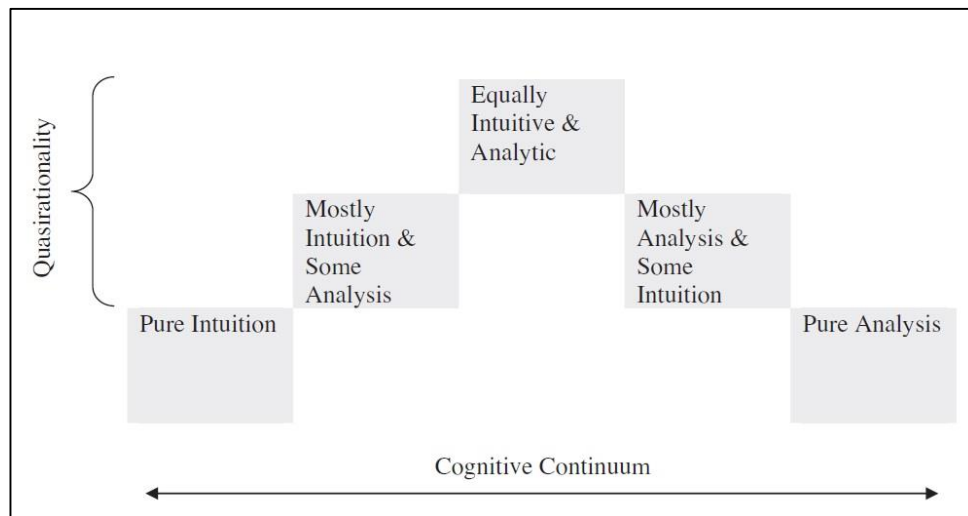 Quasirationality
Equally
Intuitive &
Analytic
Mostly
Intuition &
Some
Analysis
Mostly
Analysis &
Some
Intuition
Pure Intuition
Pure Analysis
Cognitive Continuum